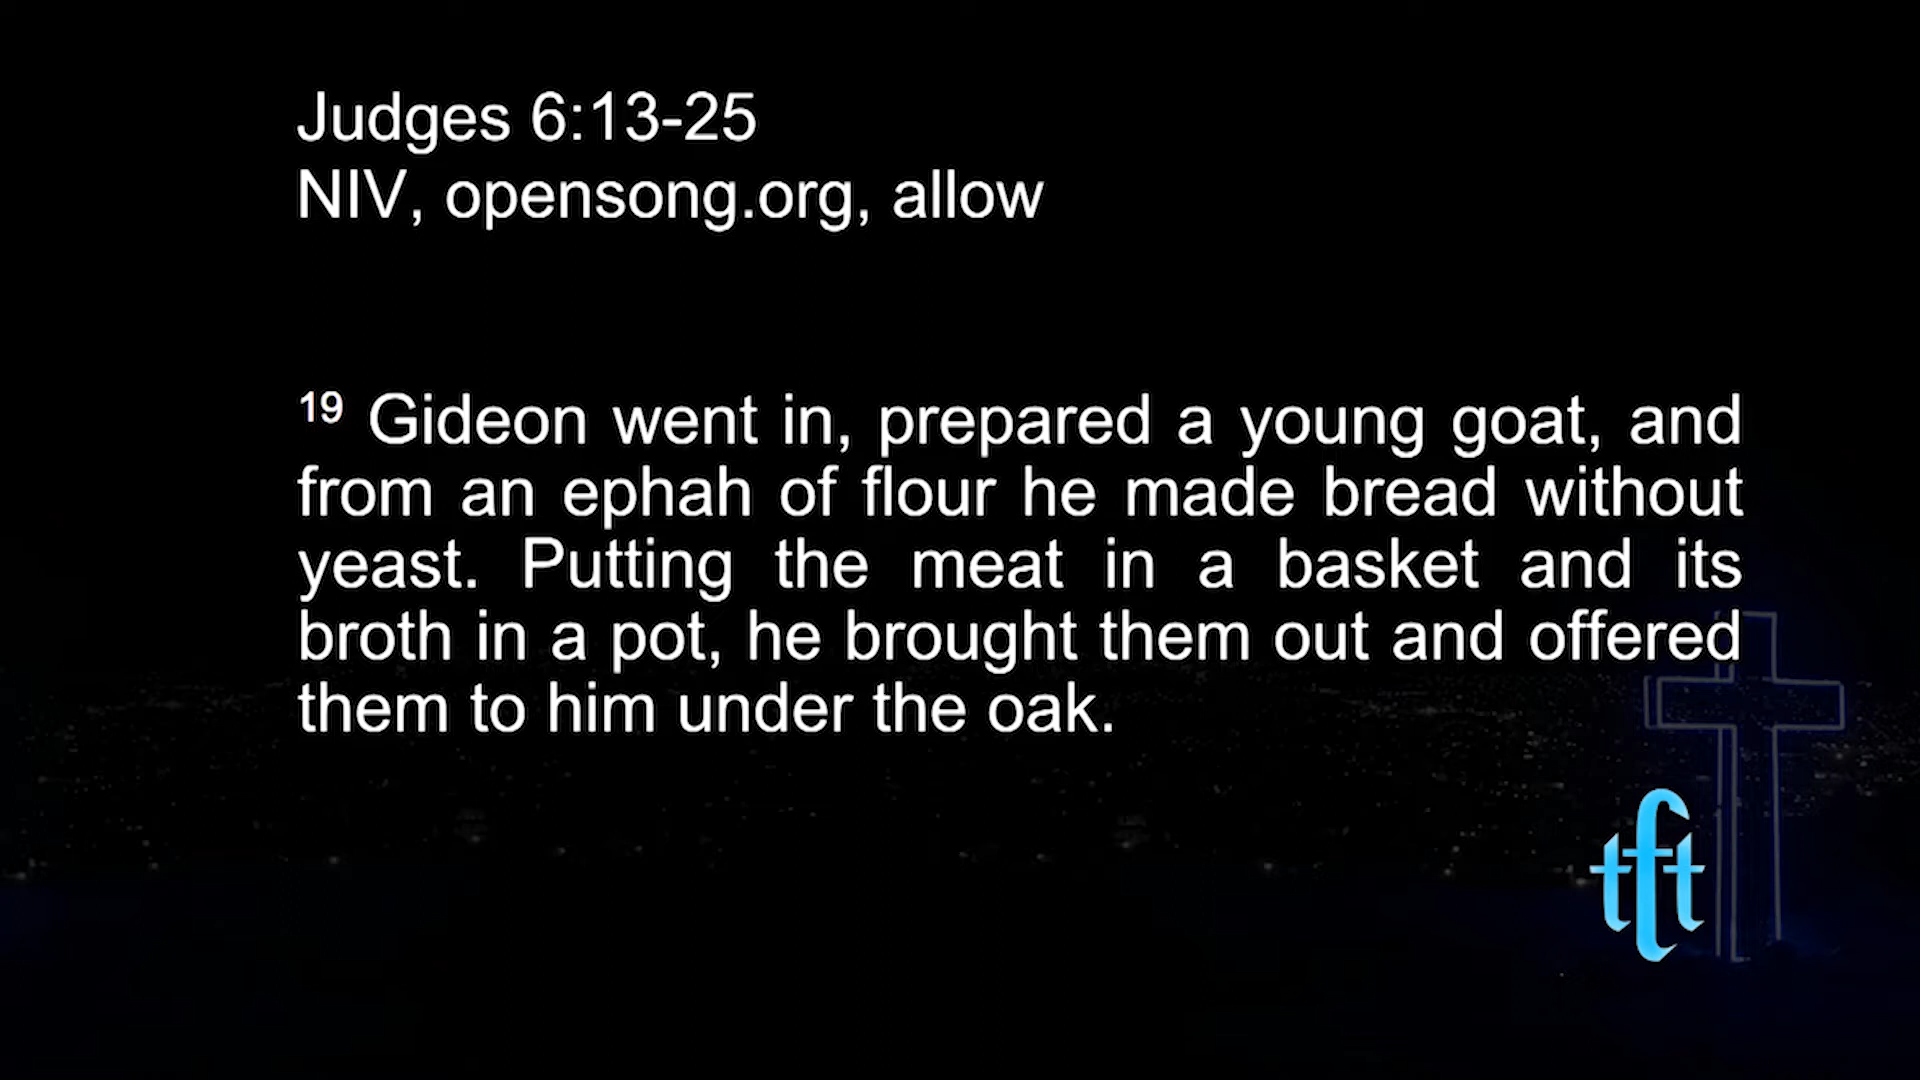 Judges 6:13-25
NIV, opensong.org, allow
19 Gideon went in, prepared a young goat, and
from an ephah of flour he made bread without
yeast. Putting the meat in a basket and its
broth in a pot, he brought them out and offered
them to him under the oak.
tft